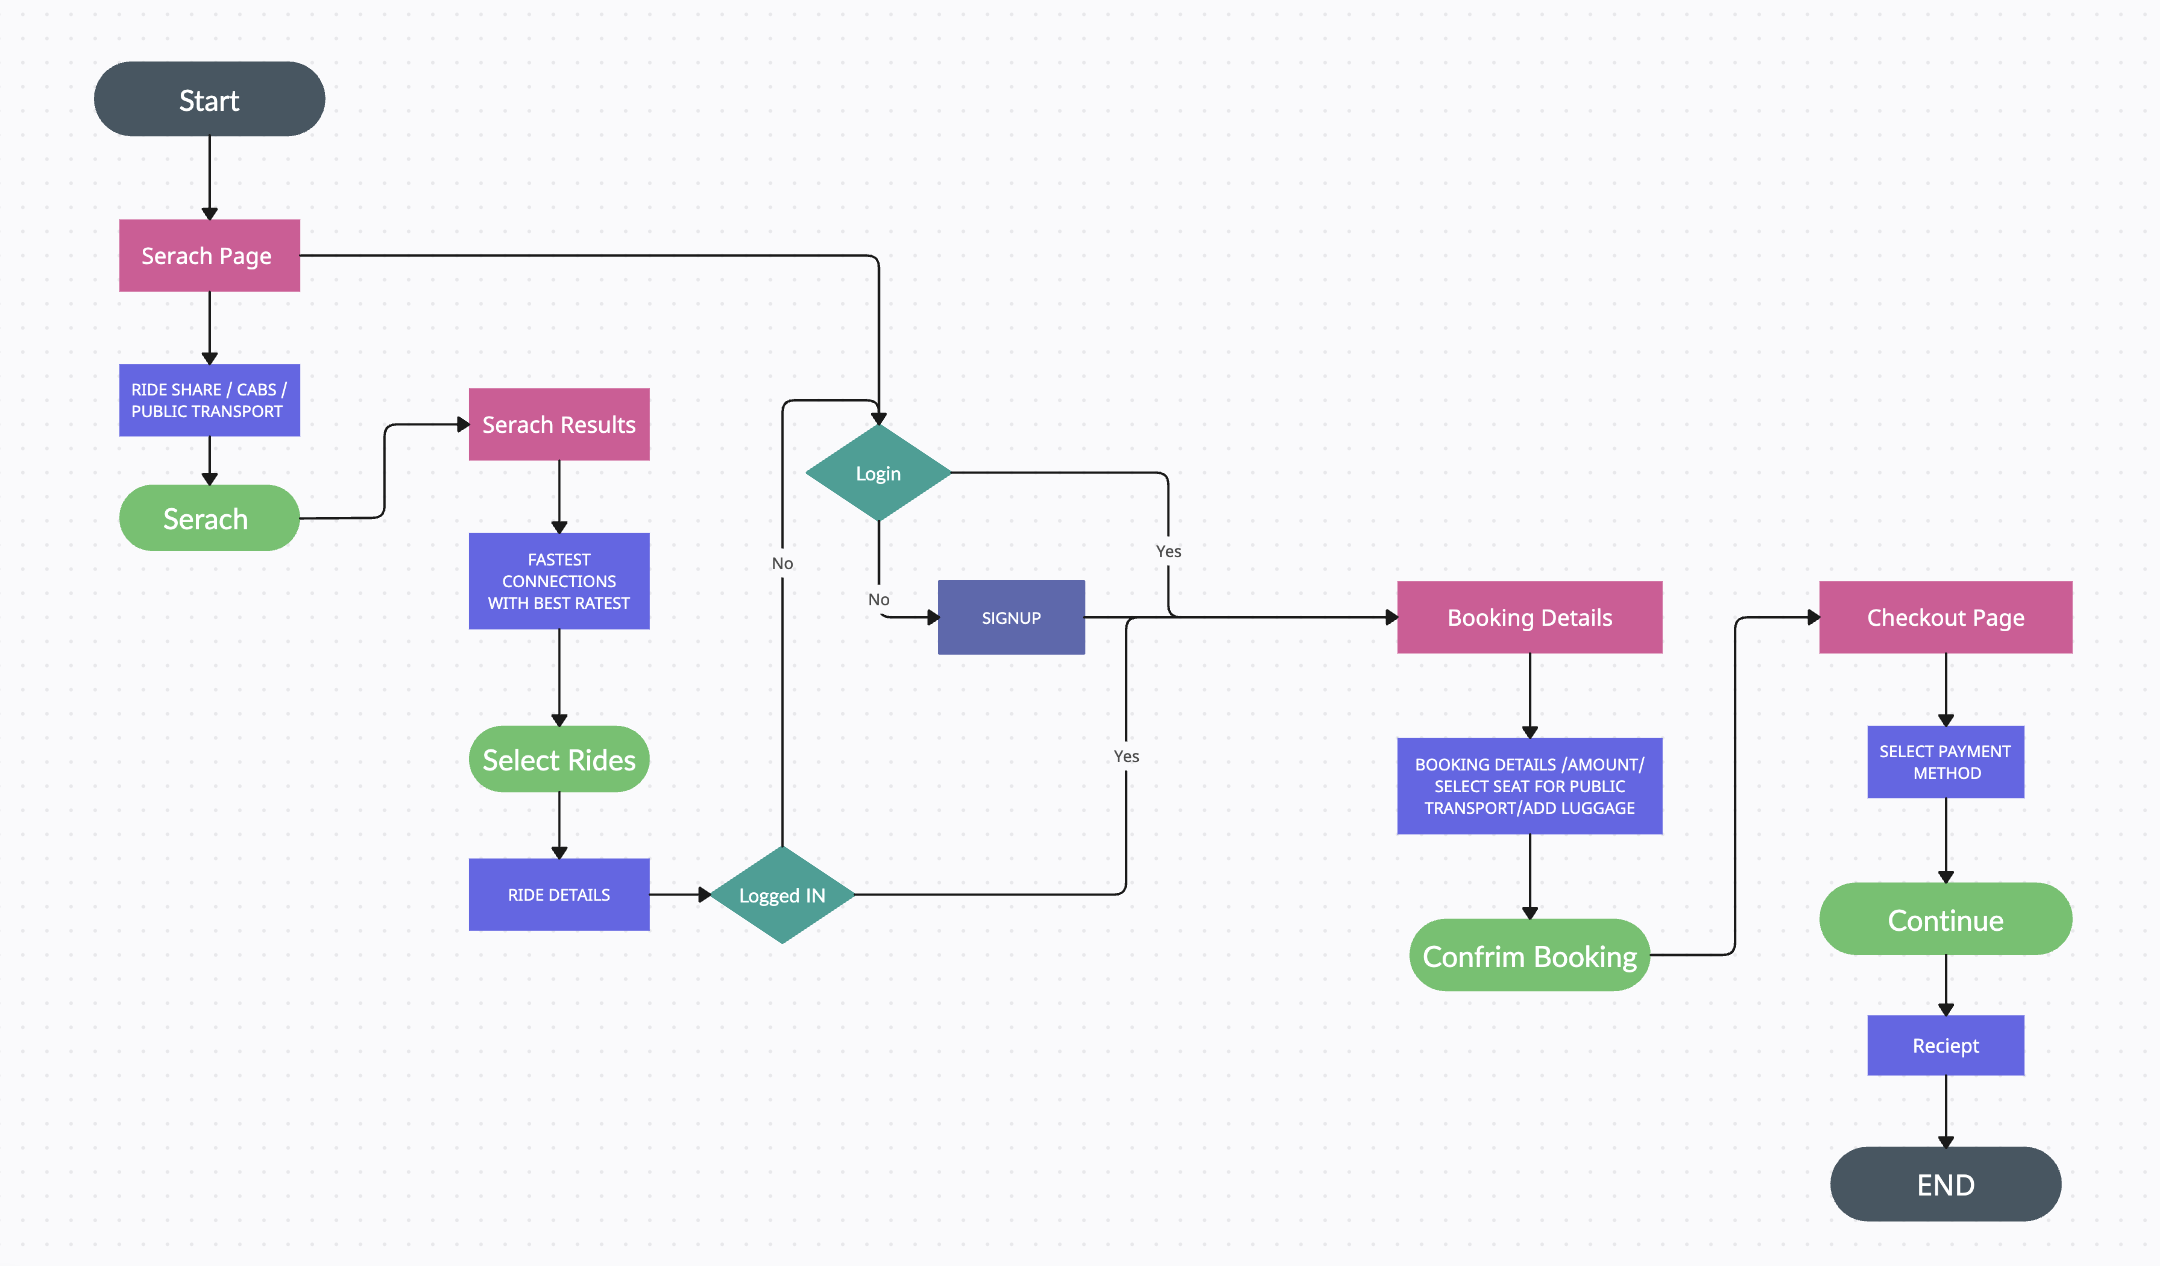 Start
Serach Page
RIDE SHARE / CABS /
PUBLIC TRANSPORT
Serach
Serach Results
FASTEST
CONNECTIONS
WITH BEST RATEST
Select Rides
RIDE DETAILS
Logged IN
No
Yes
Login
No
Yes
SIGNUP
Booking Details
BOOKING DETAILS /AMOUNT/
SELECT SEAT FOR PUBLIC
TRANSPORT/ADD LUGGAGE
Confrim Booking
Checkout Page
SELECT PAYMENT
METHOD
Continue
Reciept
END